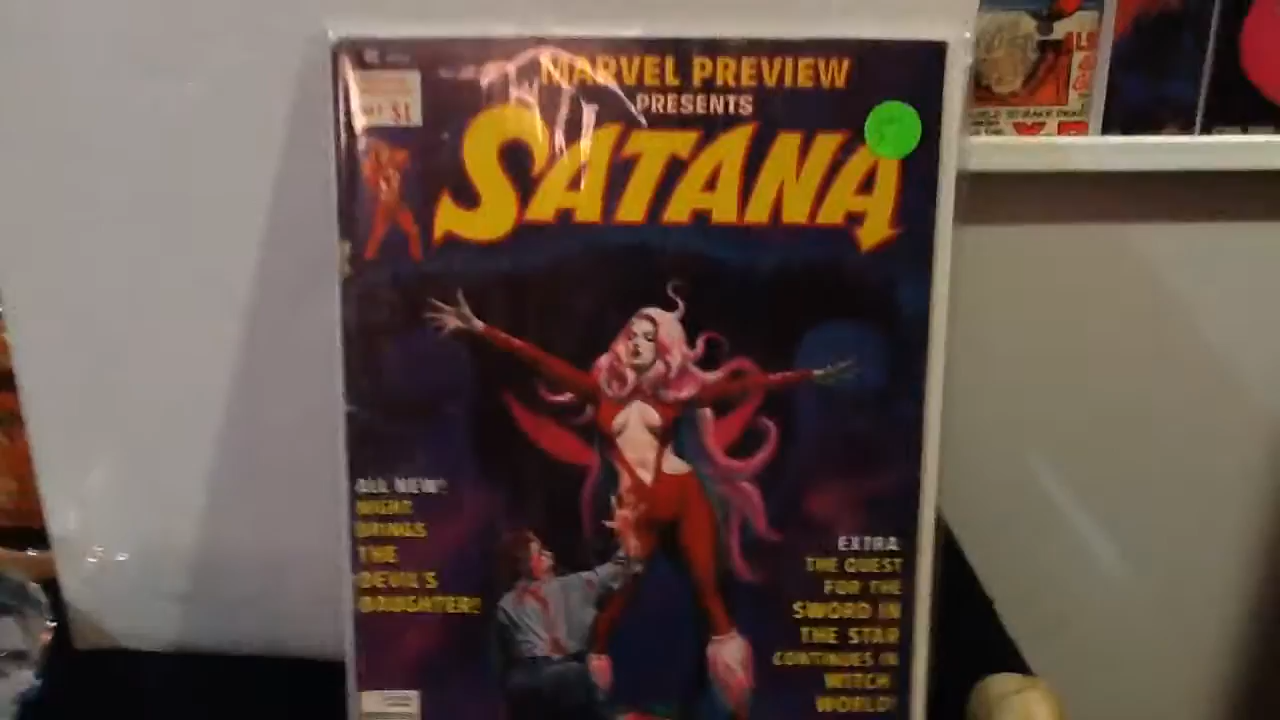 MARVEL PREVIEW
PRESENTS
SATANA
$1
ALL NEW!
NIGHT
BRINGS
THE
DEVIL'S
DAUGHTER!
EXTRA
THE QUEST
FOR THE
SWORD IN
THE STAR
CONTINUES IN
WITCH
WORLD!